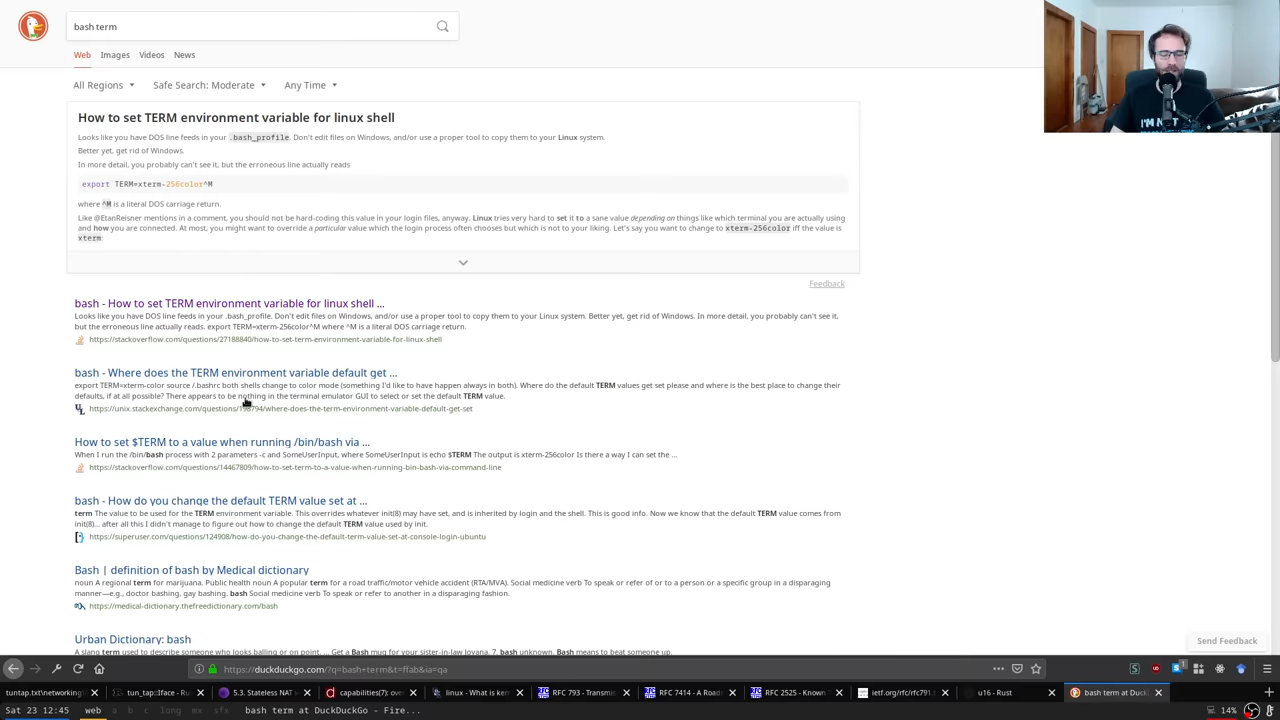 bash term
Web Images Videos News
All Regions Safe Search: Moderate Any Time
How to set TERM environment variable for linux shell
Looks like you have DOS line feeds in your .bash_profile. Don't edit files on Windows, and/or use a proper tool to copy them to your Linux system.
Better yet, get rid of Windows.
In more detail, you probably can't see it, but the erroneous line actually reads
export TERM=xterm-256color^M
where ^M is a literal DOS carriage return.
Like @EtanReisner mentions in a comment, you should not be hard-coding this value in your login files, anyway. Linux tries very hard to set it to a sane value depending on things like which terminal you are actually using
and how you are connected. At most, you might want to override a particular value which the login process often chooses but which is not to your liking. Let's say you want to change to xterm-256color iff the value is
xterm
Feedback
bash - How to set TERM environment variable for linux shell ...
Looks like you have DOS line feeds in your .bash_profile. Don't edit files on Windows, and/or use a proper tool to copy them to your Linux system. Better yet, get rid of Windows. In more detail, you probably can't see it,
but the erroneous line actually reads. export TERM=xterm-256color^M where ^M is a literal DOS carriage return.
https://stackoverflow.com/questions/27188840/how-to-set-term-environment-variable-for-linux-shell
bash - Where does the TERM environment variable default get ...
export TERM=xterm-color source /.bashrc both shells change to color mode (something I'd like to have happen always in both). Where do the default TERM values get set please and where is the best place to change their
defaults, if at all possible? There appears to be nothing in the terminal emulator GUI to select or set the default TERM value.
https://unix.stackexchange.com/questions/198794/where-does-the-term-environment-variable-default-get-set
How to set $TERM to a value when running /bin/bash via ...
When I run the /bin/bash process with 2 parameters -c and SomeUserInput, where SomeUserInput is echo $TERM The output is xterm-256color Is there a way I can set the ...
https://stackoverflow.com/questions/14467809/how-to-set-term-to-a-value-when-running-bin-bash-via-command-line
bash - How do you change the default TERM value set at ...
term The value to be used for the TERM environment variable. This overrides whatever init(8) may have set, and is inherited by login and the shell. This is good info. Now we know that the default TERM value comes from
init(8)... after all this I didn't manage to figure out how to change the default TERM value used by init.
https://superuser.com/questions/124908/how-do-you-change-the-default-term-value-set-at-console-login-ubuntu
Bash | definition of bash by Medical dictionary
noun A regional term for marijuana. Public health noun A popular term for a road traffic/motor vehicle accident (RTA/MVA). Social medicine verb To speak or refer of or to a person or a specific group in a disparaging
manner—e.g., doctor bashing, gay bashing. bash Social medicine verb To speak or refer to another in a disparaging fashion.
https://medical-dictionary.thefreedictionary.com/bash
Urban Dictionary: bash
A slang term used to describe someone who looks balling or on point. ... Get a Bash mug for your sister-in-law Jovana. 7. bash unknown. Bash means to beat someone up.
Send Feedback
I'M NOT
https://duckduckgo.com/?q=bash+term&t=ffab&ia=qa
1
tuntap.txt\networking tun_tap::Iface - Rus 5.3. Stateless NAT w capabilities(7): over linux - What is ker RFC 793 - Transmis RFC 7414 - A Road RFC 2525 - Known ietf.org/rfc/rfc791.t u16 - Rust bash term at Duck
Sat 23 12:45 web a b c long mx sfx bash term at DuckDuckGo - Fire... 14%